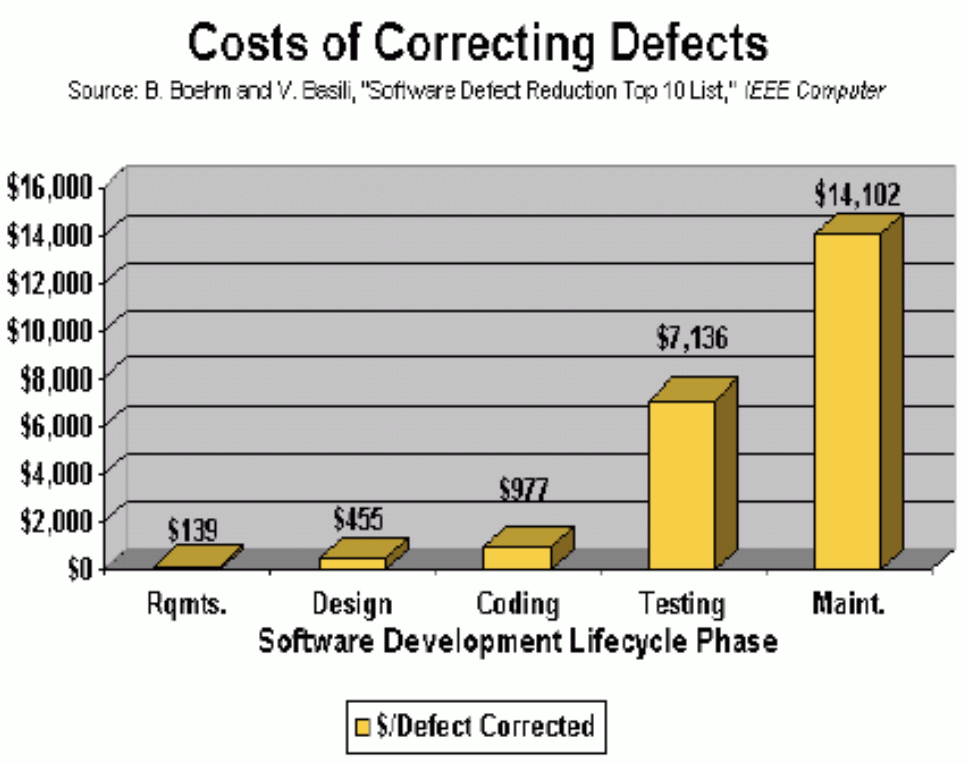 Costs of Correcting Defects
Source: B. Boehm and V. Basili, "Software Defect Reduction Top 10 List," IEEE Computer
$16,000
$14,000
$12,000
$10,000
$8,000
$6,000
$4,000
$2,000
$0
$139
$455
$977
$7,136
$14,102
Rqmts. Design Coding Testing Maint.
Software Development Lifecycle Phase
$/Defect Corrected